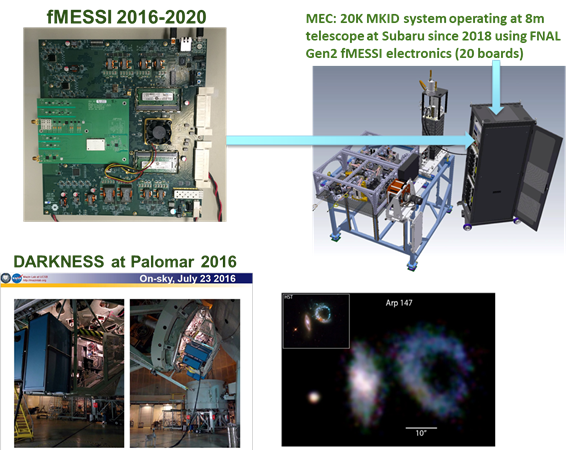 fMESSI 2016-2020
MEC: 20K MKID system operating at 8m
telescope at Subaru since 2018 using FNAL
Gen2 fMESSI electronics (20 boards)
DARKNESS at Palomar 2016
On-sky, July 23 2016
HST
Arp 147
10"